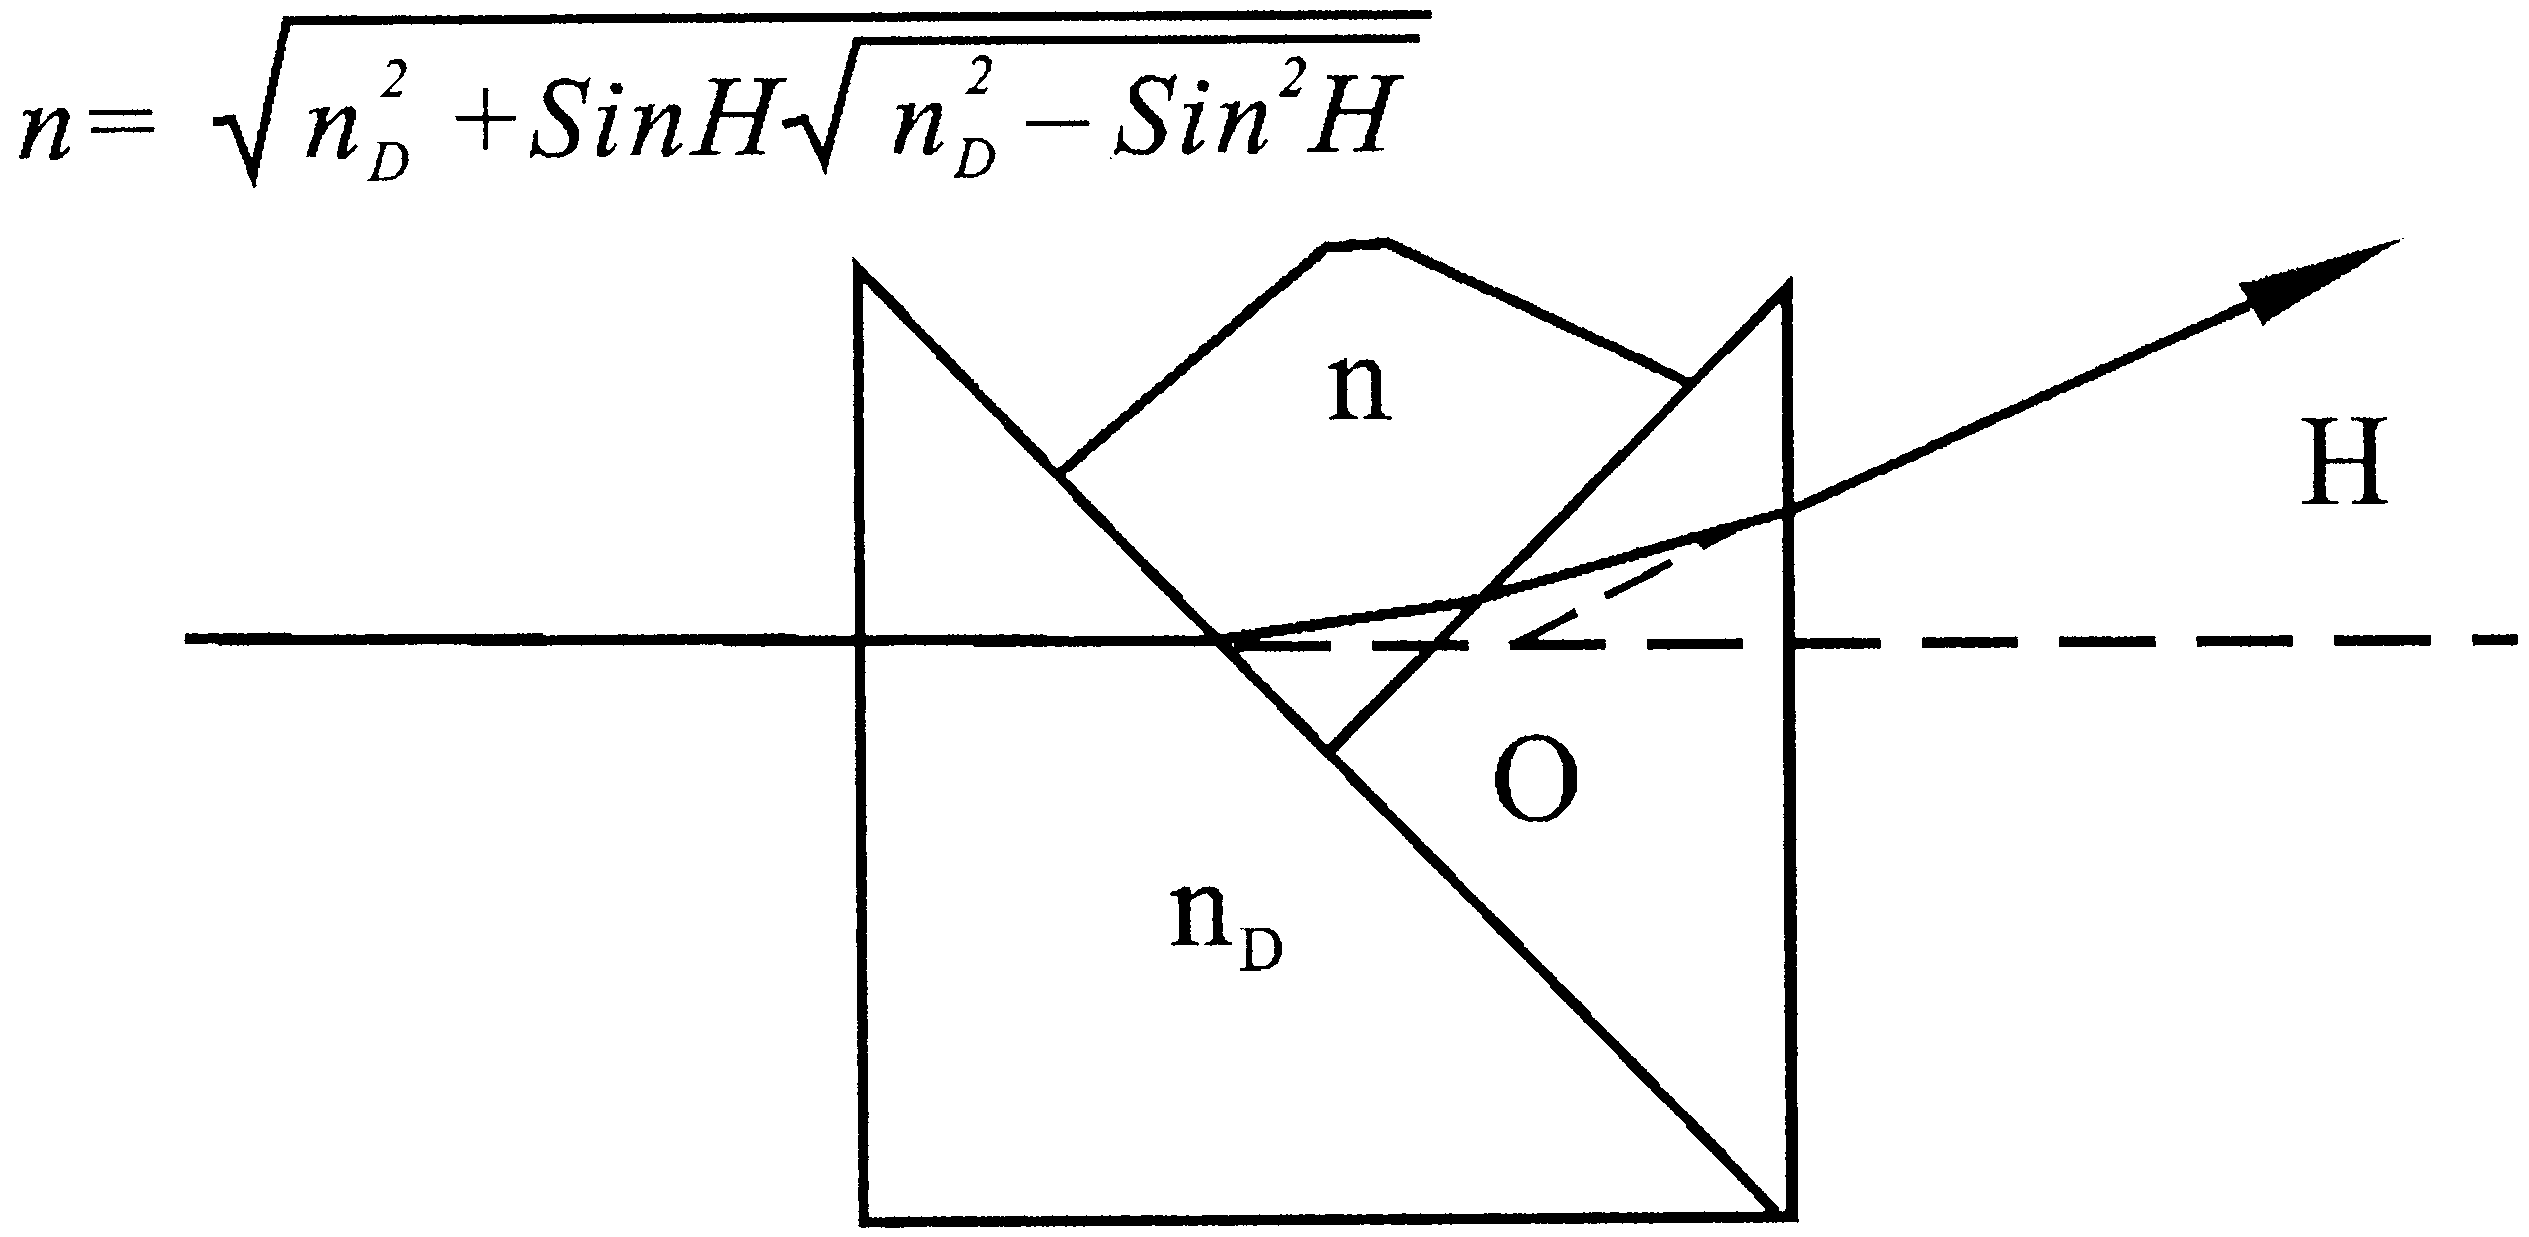 n = √(n_D^2 + SinH√(n_D^2 − Sin^2H))
n
H
O
n_D